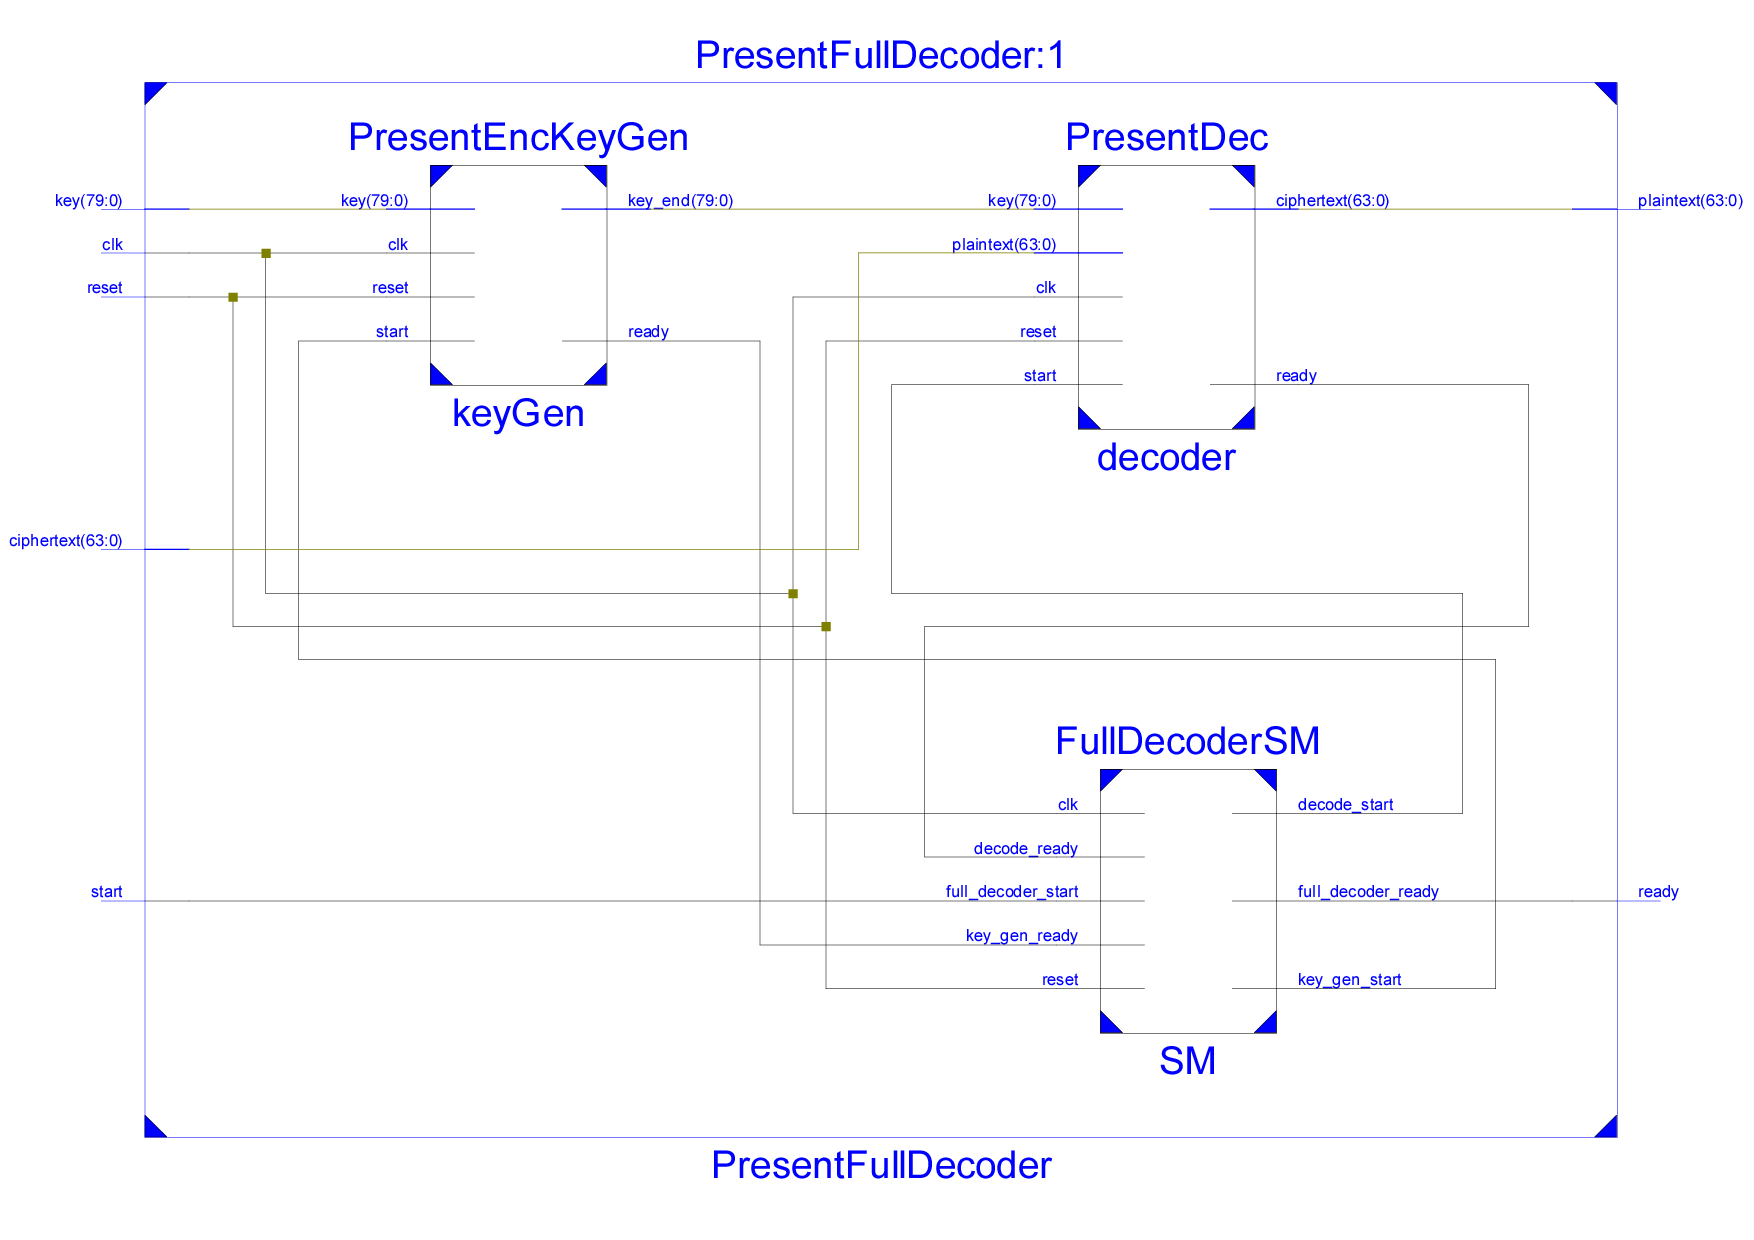 PresentFullDecoder:1
PresentEncKeyGen
PresentDec
key(79:0)
key(79:0)
key_end(79:0)
key(79:0)
ciphertext(63:0)
plaintext(63:0)
clk
clk
plaintext(63:0)
reset
reset
clk
start
ready
reset
start
ready
keyGen
decoder
ciphertext(63:0)
FullDecoderSM
clk
decode_start
decode_ready
start
full_decoder_start
full_decoder_ready
ready
key_gen_ready
reset
key_gen_start
SM
PresentFullDecoder